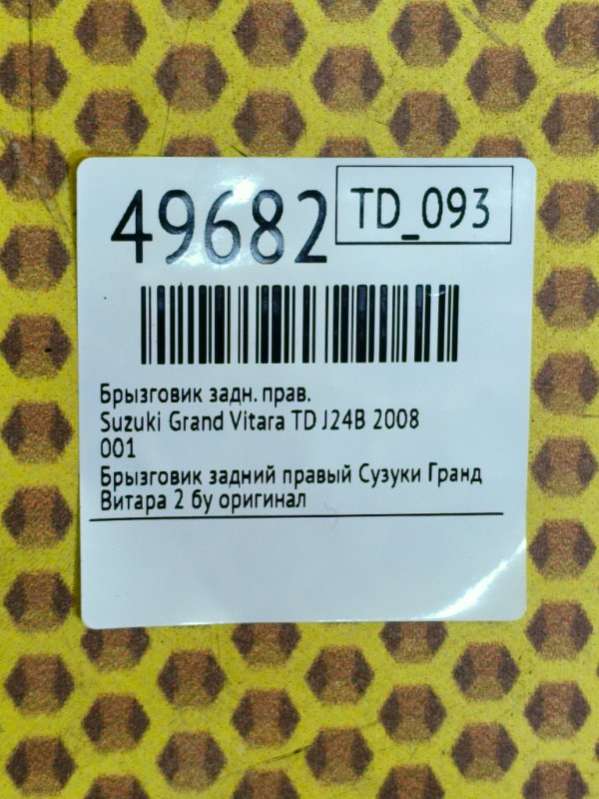 49682
TD_093
Брызговик задн. прав.
Suzuki Grand Vitara TD J24B 2008
001
Брызговик задний правый Сузуки Гранд
Витара 2 бу оригинал